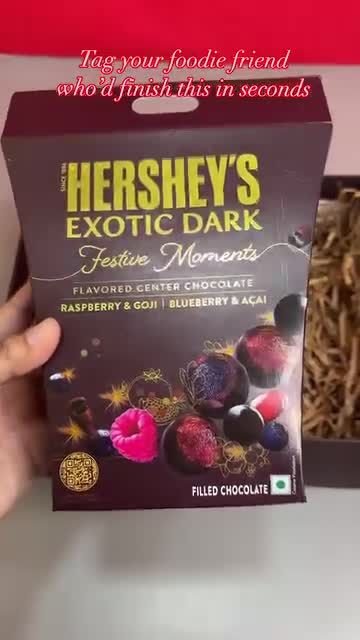 Tag your foodie friend
who'd finish this in seconds
SINCE 1894
HERSHEY'S
EXOTIC DARK
Festive Moments
FLAVORED CENTER CHOCOLATE
RASPBERRY & GOJI | BLUEBERRY & AÇAI
FILLED CHOCOLATE